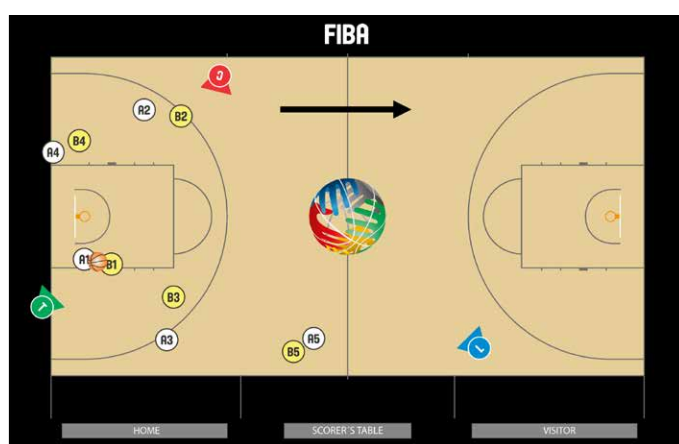 FIBA
C
A2
B2
B4
A4
A1
B1
T
B3
A3
A5
B5
L
HOME
SCORER'S TABLE
VISITOR